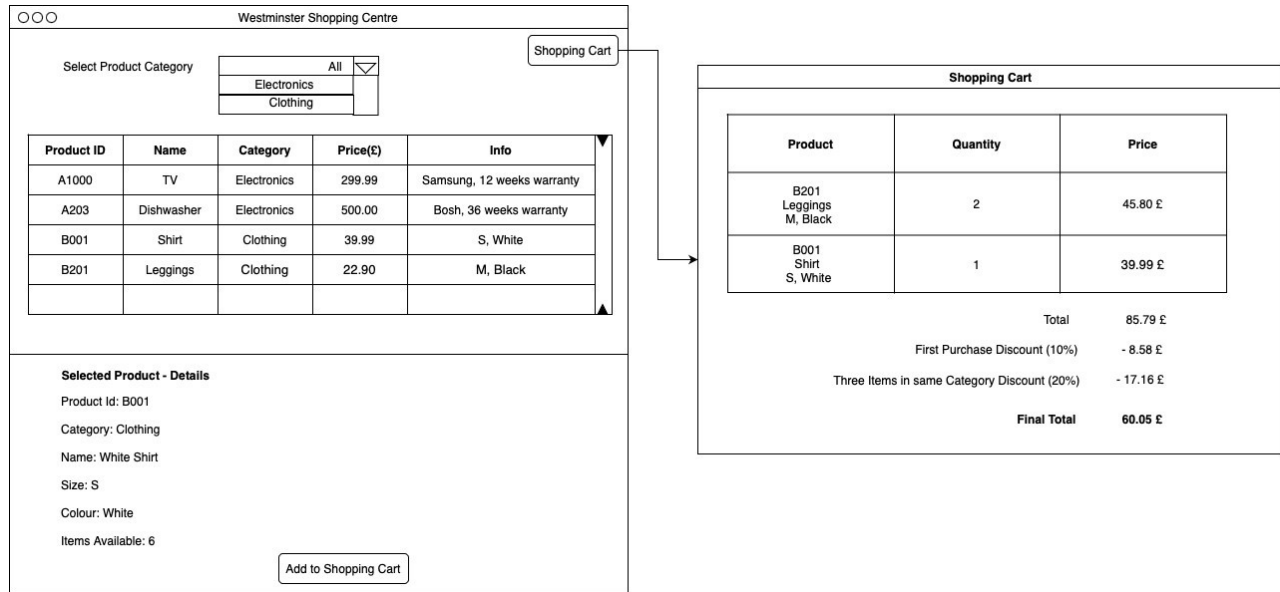 Westminster Shopping Centre
Shopping Cart
Select Product Category
All
Electronics
Clothing
Product ID Name Category Price(£) Info
A1000 TV Electronics 299.99 Samsung, 12 weeks warranty
A203 Dishwasher Electronics 500.00 Bosh, 36 weeks warranty
B001 Shirt Clothing 39.99 S, White
B201 Leggings Clothing 22.90 M, Black
Selected Product - Details
Product Id: B001
Category: Clothing
Name: White Shirt
Size: S
Colour: White
Items Available: 6
Add to Shopping Cart
Shopping Cart
Product Quantity Price
B201
Leggings 2 45.80 £
M, Black
B001
Shirt 1 39.99 £
S, White
Total 85.79 £
First Purchase Discount (10%) - 8.58 £
Three Items in same Category Discount (20%) - 17.16 £
Final Total 60.05 £